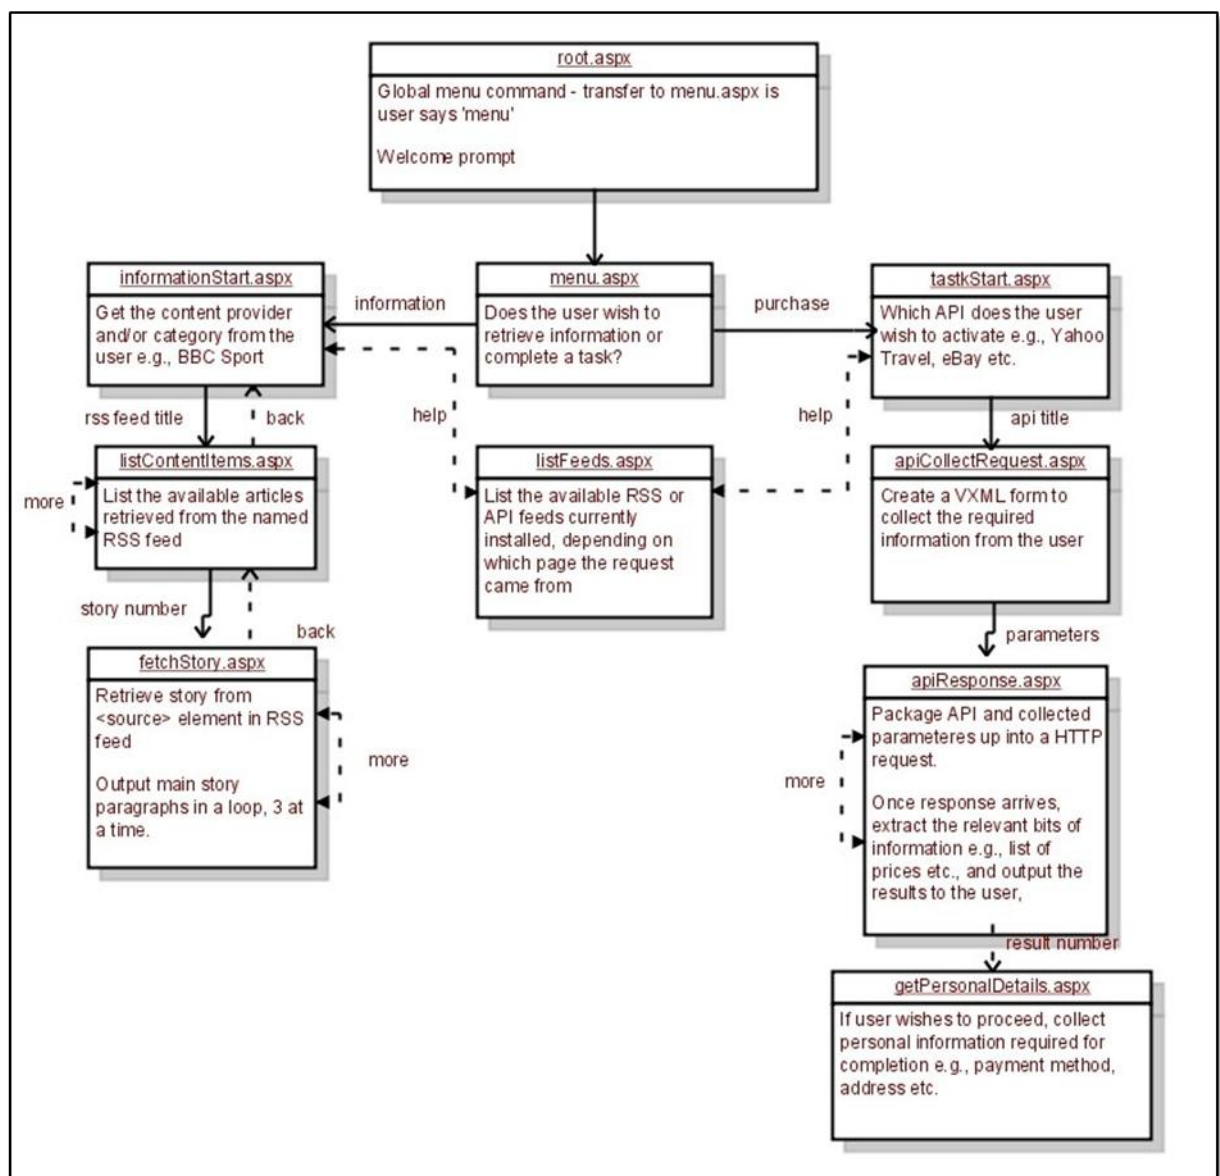 root.aspx
Global menu command - transfer to menu.aspx is
user says 'menu'
Welcome prompt
informationStart.aspx
Get the content provider
and/or category from the
user e.g., BBC Sport
information
menu.aspx
Does the user wish to
retrieve information or
complete a task?
purchase
tastkStart.aspx
Which API does the user
wish to activate e.g., Yahoo
Travel, eBay etc.
rss feed title
back
help
help
api title
listContentItems.aspx
List the available articles
retrieved from the named
RSS feed
more
listFeeds.aspx
List the available RSS or
API feeds currently
installed, depending on
which page the request
came from
apiCollectRequest.aspx
Create a VXML form to
collect the required
information from the user
story number
back
parameters
fetchStory.aspx
Retrieve story from
<source> element in RSS
feed
Output main story
paragraphs in a loop, 3 at
a time.
more
apiResponse.aspx
Package API and collected
parameteres up into a HTTP
request.
Once response arrives,
extract the relevant bits of
information e.g., list of
prices etc., and output the
results to the user,
more
result number
getPersonalDetails.aspx
If user wishes to proceed, collect
personal information required for
completion e.g., payment method,
address etc.